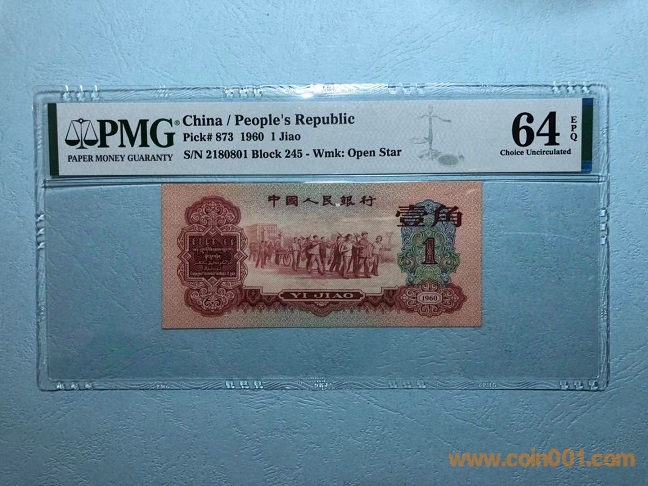 PMG
PAPER MONEY GUARANTY
China / People's Republic
Pick# 873 1960 1 Jiao
S/N 2180801 Block 245 - Wmk: Open Star
64 EPQ
Choice Uncirculated
中國人民銀行
壹角
1
YI JIAO
1960
www.coin001.com